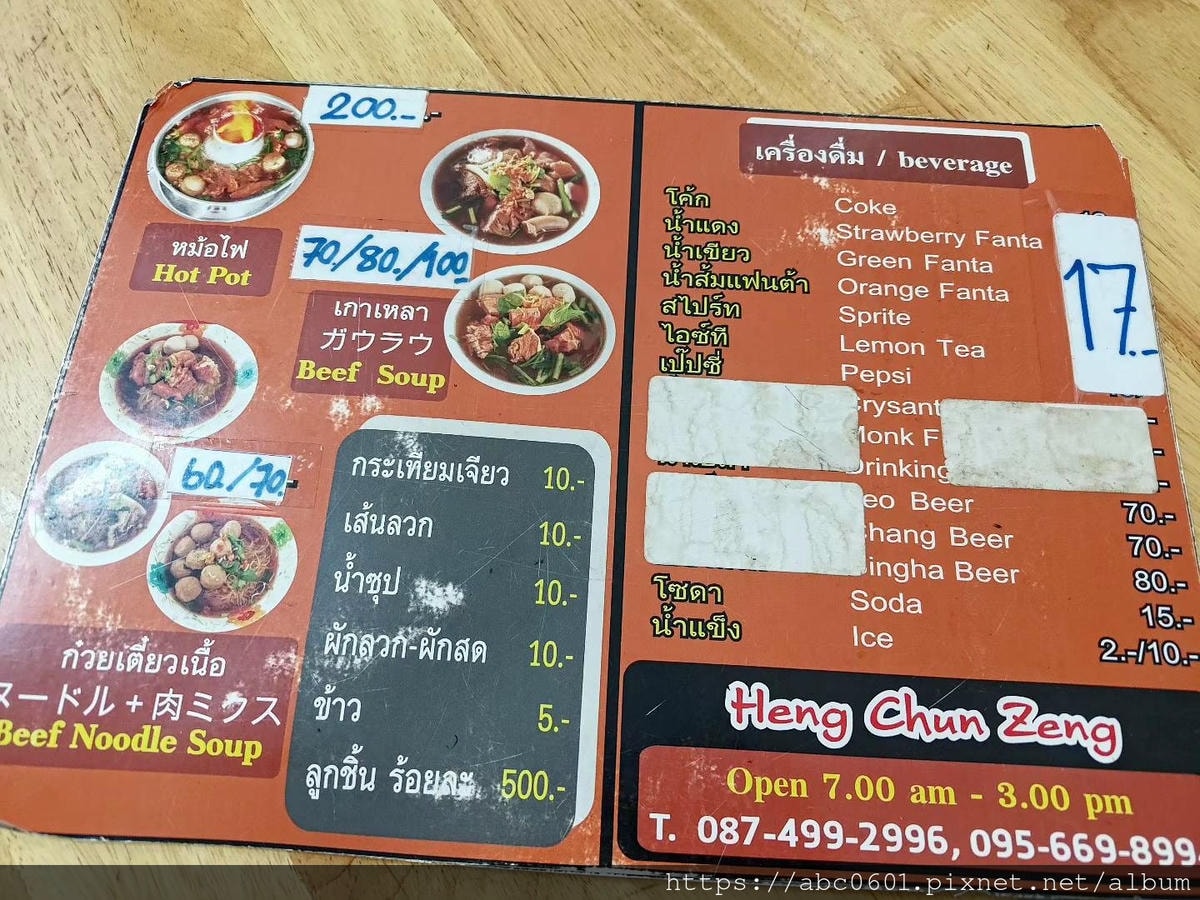 200.-
หม้อไฟ
Hot Pot
70./80./100
เกาเหลา
ガウラウ
Beef Soup
60./70.-
ก๋วยเตี๋ยวเนื้อ
ヌードル+肉ミクス
Beef Noodle Soup
กระเทียมเจียว 10.-
เส้นลวก 10.-
น้ำซุป 10.-
ผักลวก-ผักสด 10.-
ข้าว 5.-
ลูกชิ้น ร้อยละ 500.-
เครื่องดื่ม / beverage
โค้ก Coke
น้ำแดง Strawberry Fanta
น้ำเขียว Green Fanta
น้ำส้มแฟนต้า Orange Fanta
สไปร์ท Sprite
ไอซ์ที Lemon Tea
เป๊ปซี่ Pepsi
17.-
Monk
Drinking
Beer 70.-
Beer 70.-
Beer 80.-
โซดา Soda 15.-
น้ำแข็ง Ice 2.-/10.-
Heng Chun Zeng
Open 7.00 am - 3.00 pm
T. 087-499-2996, 095-669-899
https://abc0601.pixnet.net/album